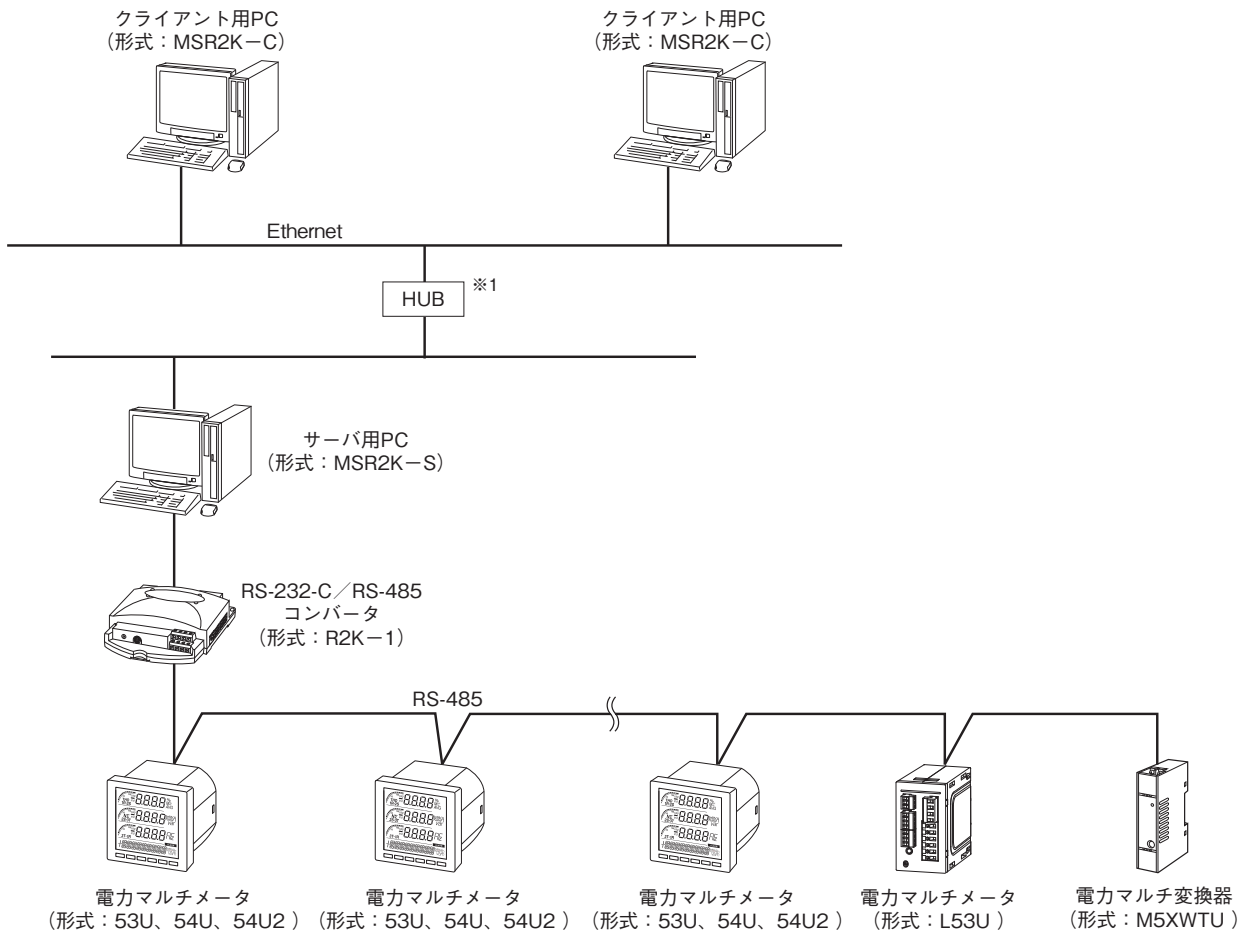 クライアント用PC
（形式：MSR2K－C）
クライアント用PC
（形式：MSR2K－C）
Ethernet
HUB
※1
サーバ用PC
（形式：MSR2K－S）
RS-232-C／RS-485
コンバータ
（形式：R2K－1）
RS-485
電力マルチメータ
（形式：53U、54U、54U2 ）
電力マルチメータ
（形式：53U、54U、54U2 ）
電力マルチメータ
（形式：53U、54U、54U2 ）
電力マルチメータ
（形式：L53U ）
電力マルチ変換器
（形式：M5XWTU ）